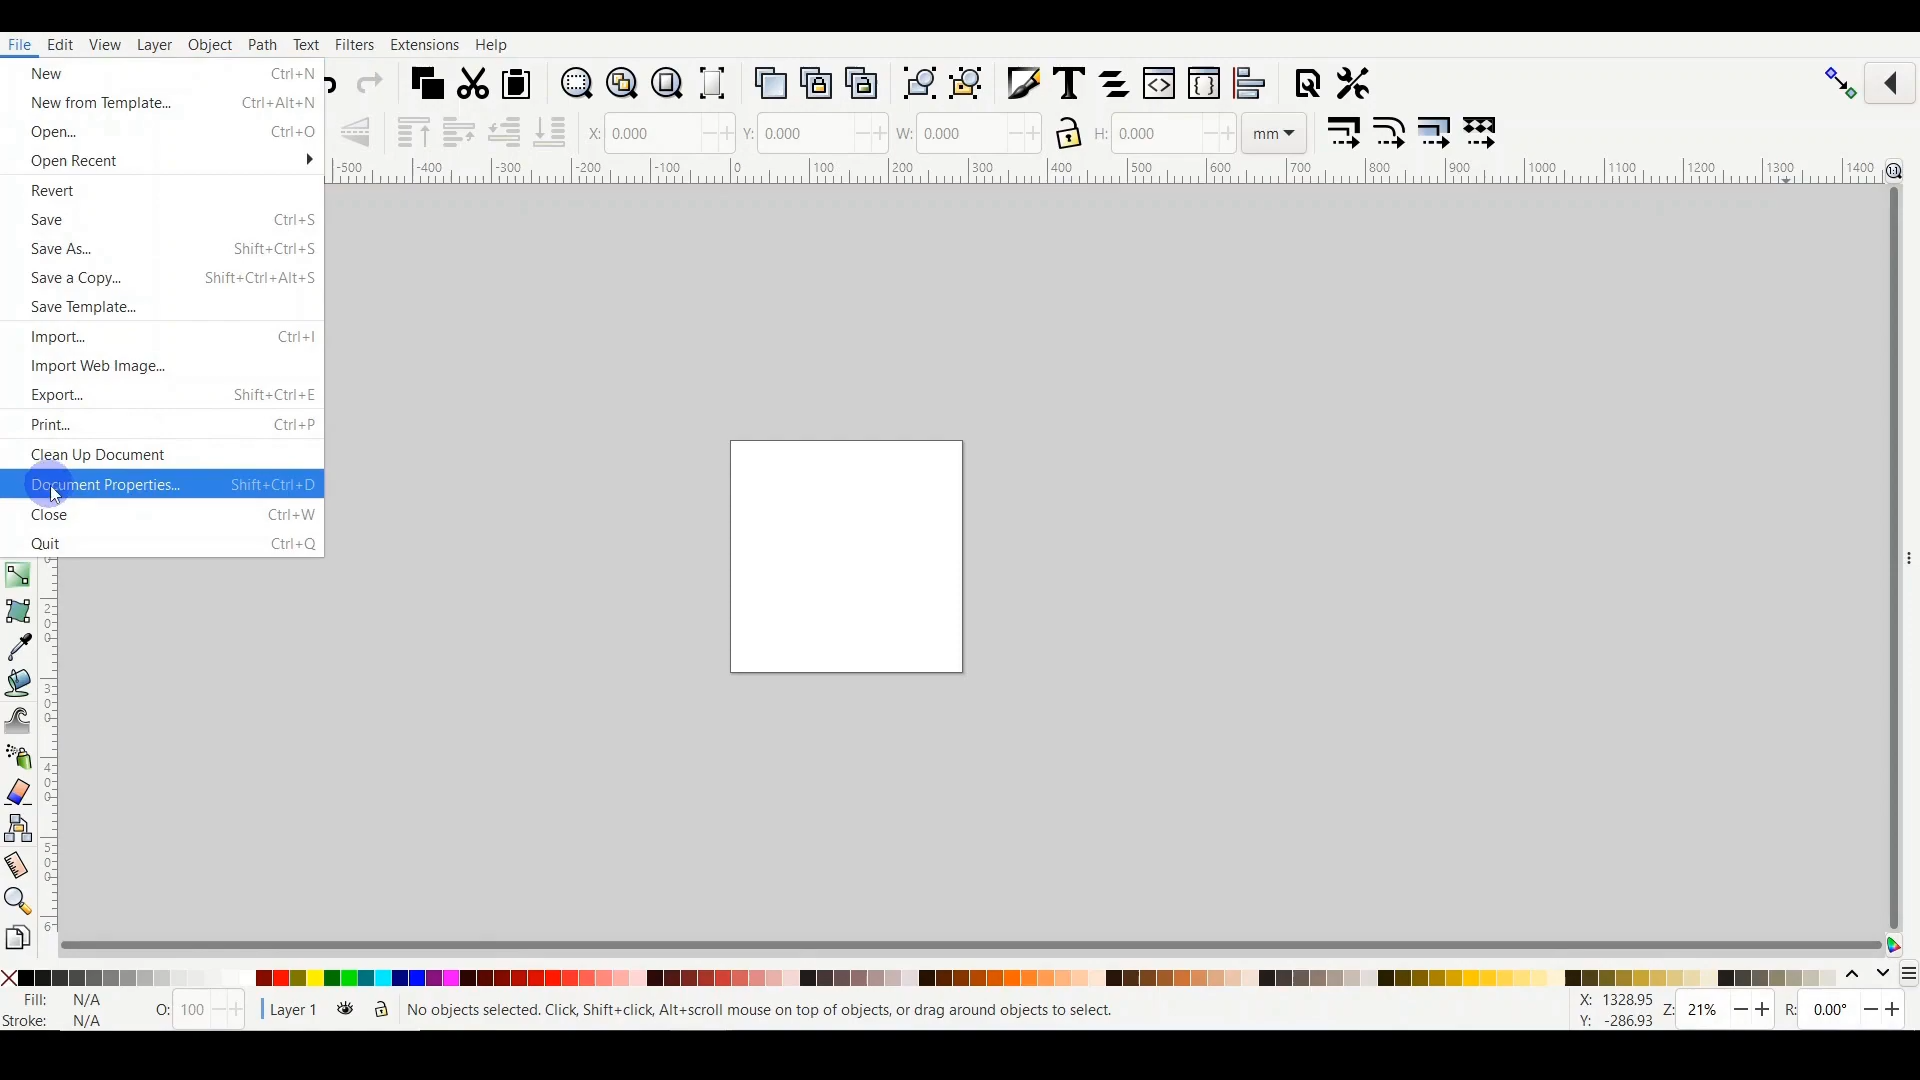 File Edit View Layer Object Path Text Filters Extensions Help
New Ctrl+N
New from Template... Ctrl+Alt+N
Open... Ctrl+O
Open Recent
Revert
Save Ctrl+S
Save As... Shift+Ctrl+S
Save a Copy... Shift+Ctrl+Alt+S
Save Template...
Import... Ctrl+I
Import Web Image...
Export... Shift+Ctrl+E
Print... Ctrl+P
Clean Up Document
Document Properties... Shift+Ctrl+D
Close Ctrl+W
Quit Ctrl+Q
X: 0.000 Y: 0.000 W: 0.000 H: 0.000 mm
-500 -400 -300 -200 -100 0 100 200 300 400 500 600 700 800 900 1000 1100 1200 1300 1400
Fill: N/A
Stroke: N/A
O: 100
Layer 1
No objects selected. Click, Shift+click, Alt+scroll mouse on top of objects, or drag around objects to select.
X: 1328.95
Y: -286.93
Z: 21%
R: 0.00°